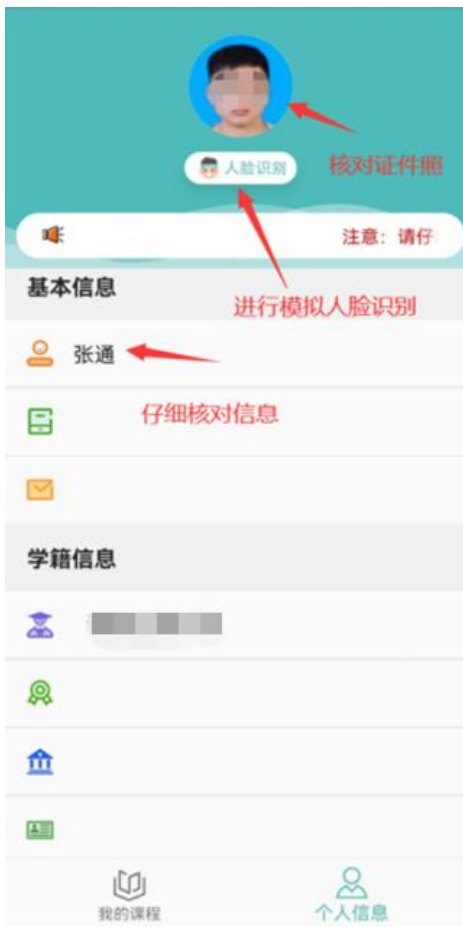 人脸识别
核对证件照
注意：请仔
基本信息
进行模拟人脸识别
张通
仔细核对信息
学籍信息
我的课程
个人信息